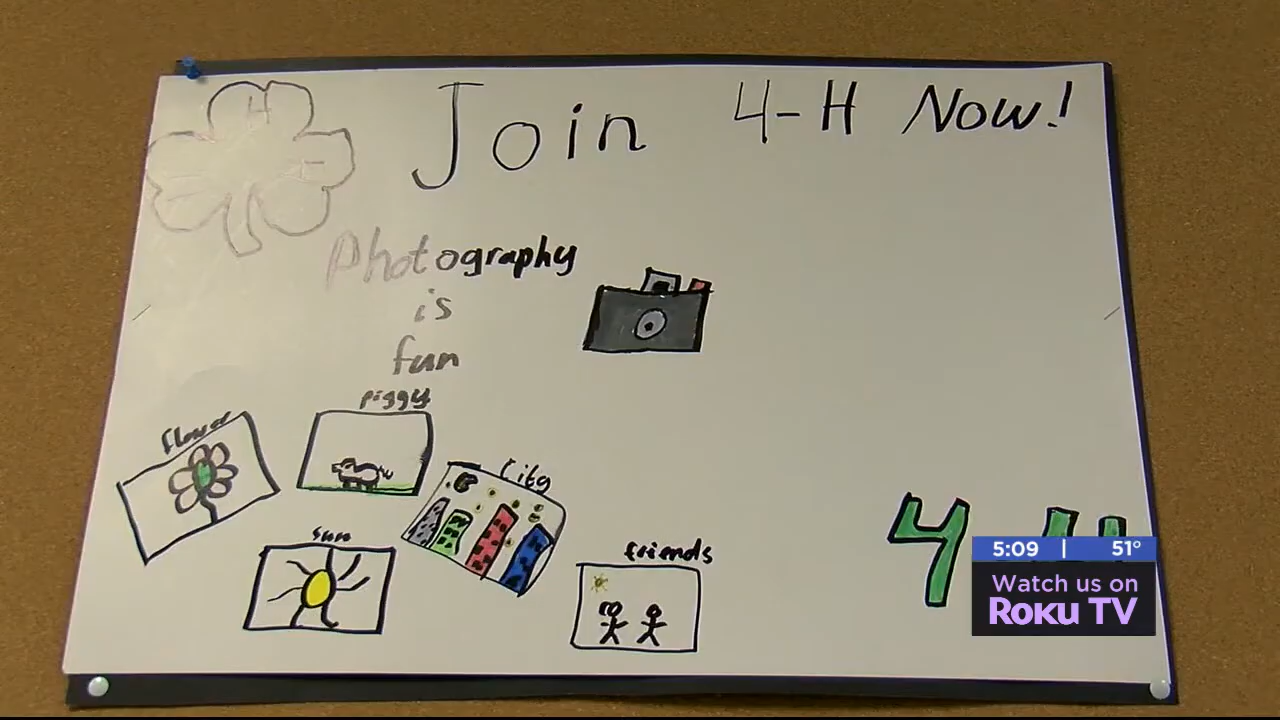 H
Join 4-H Now!
Photography
is
fun
piggy
flower
City
sun
friends
4-H
5:09 | 51°
Watch us on
Roku TV